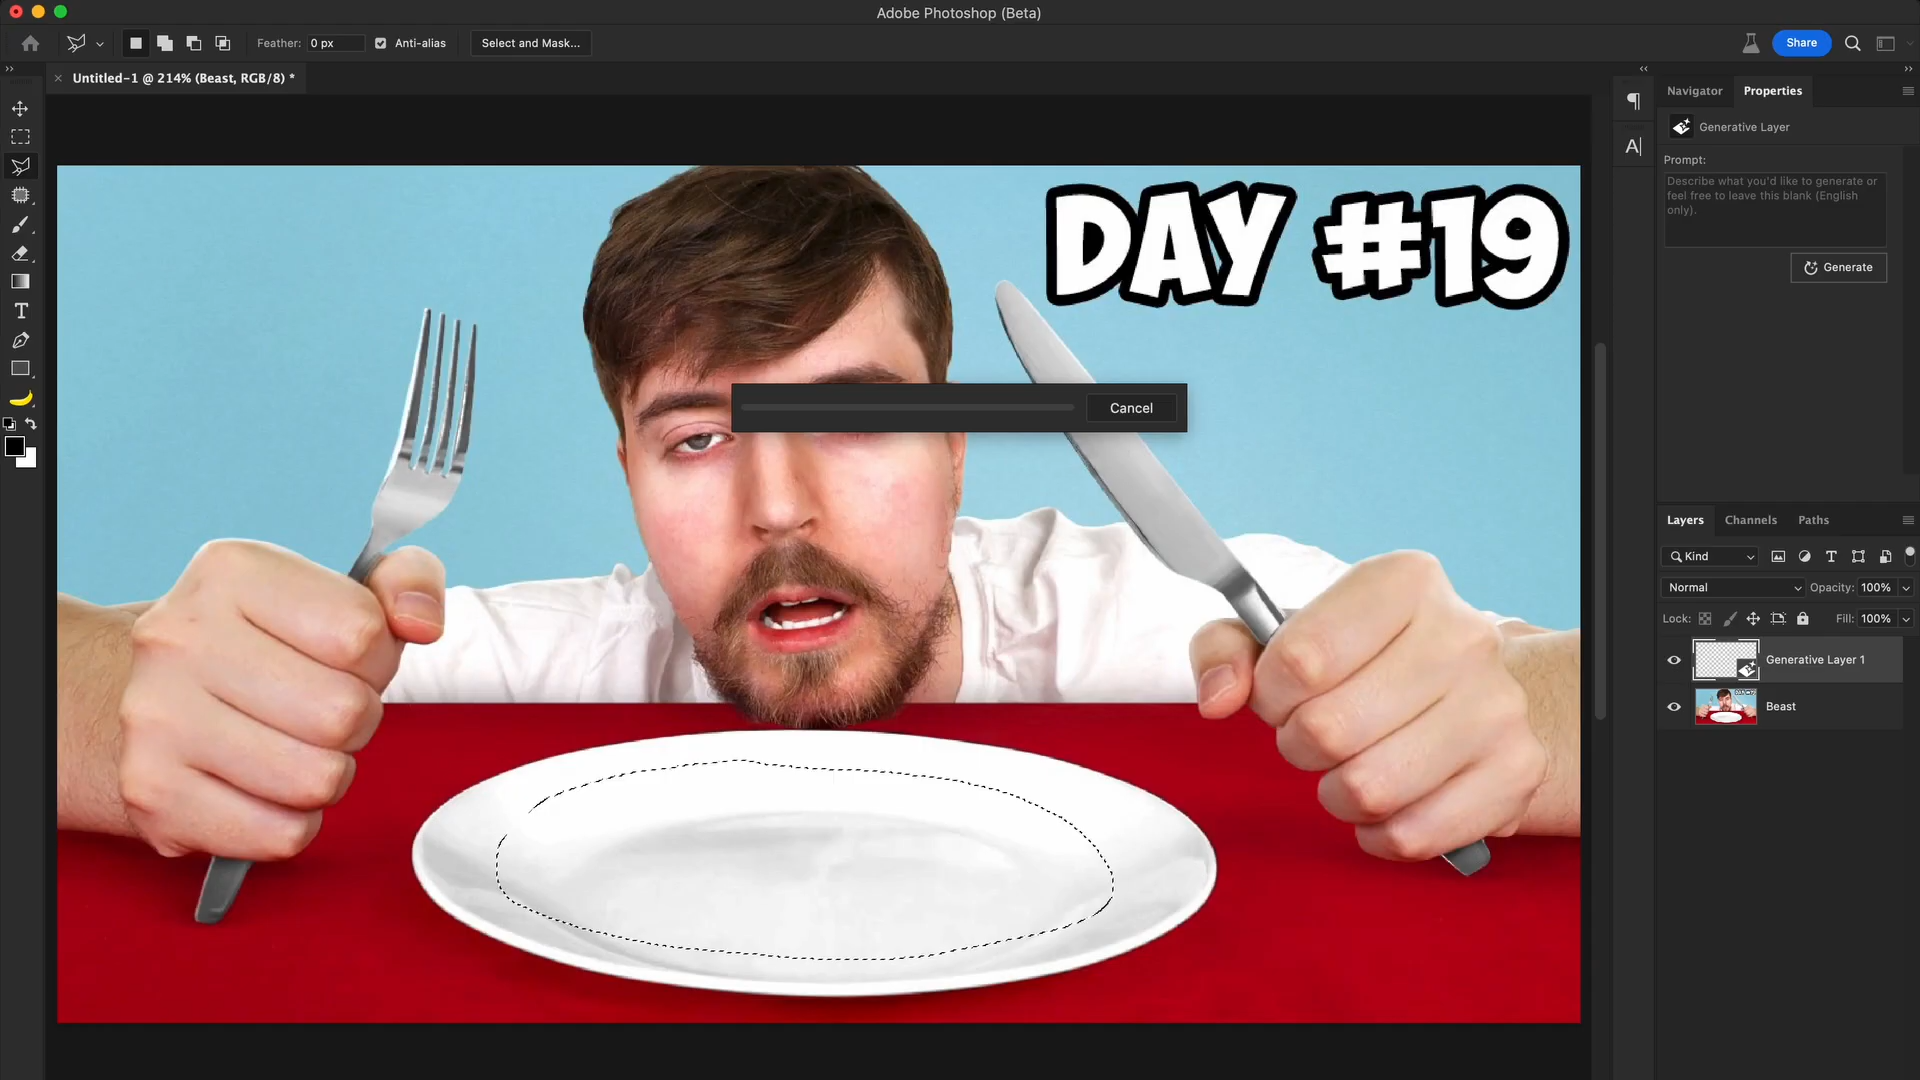 Adobe Photoshop (Beta)
Feather: 0 px Anti-alias Select and Mask... Share
Untitled-1 @ 214% (Beast, RGB/8) *
DAY #19
Cancel
Navigator Properties
Generative Layer
Prompt:
Describe what you'd like to generate or
feel free to leave this blank (English
only).
Generate
Layers Channels Paths
Kind
Normal Opacity: 100%
Lock: Fill: 100%
Generative Layer 1
Beast